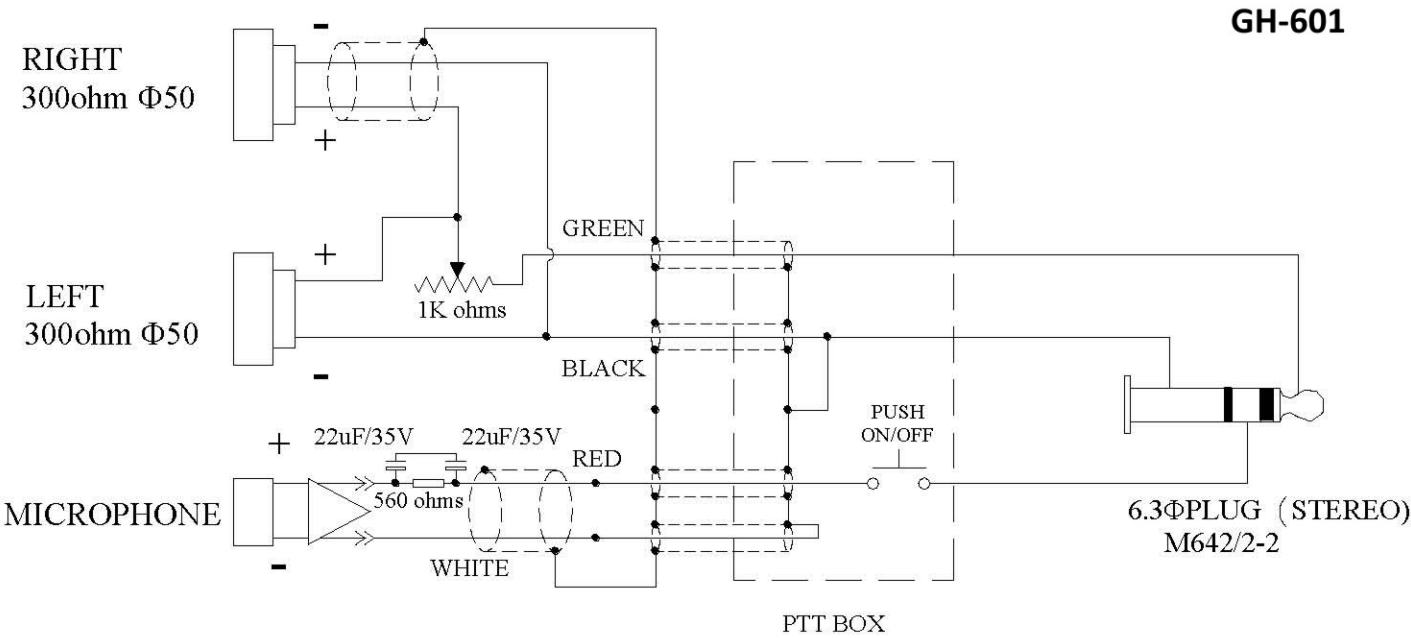 GH-601
-
RIGHT
300ohm Φ50
+
GREEN
+
LEFT
300ohm Φ50
1K ohms
-
BLACK
PUSH
ON/OFF
+
22uF/35V
22uF/35V
RED
560 ohms
MICROPHONE
-
WHITE
6.3ΦPLUG (STEREO)
M642/2-2
PTT BOX